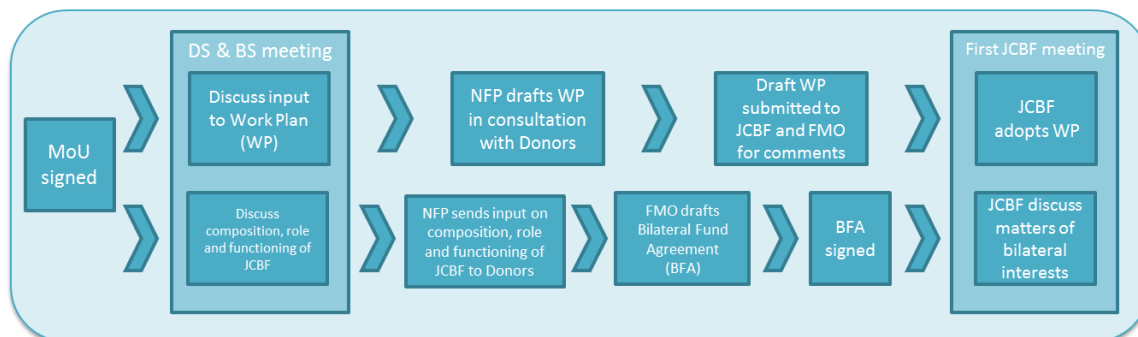 MoU
signed
DS & BS meeting
Discuss input
to Work Plan
(WP)
NFP drafts WP
in consultation
with Donors
Draft WP
submitted to
JCBF and FMO
for comments
First JCBF meeting
JCBF
adopts WP
Discuss
composition, role
and functioning of
JCBF
NFP sends input on
composition, role
and functioning of
JCBF to Donors
FMO drafts
Bilateral Fund
Agreement
(BFA)
BFA
signed
JCBF discuss
matters of
bilateral
interests